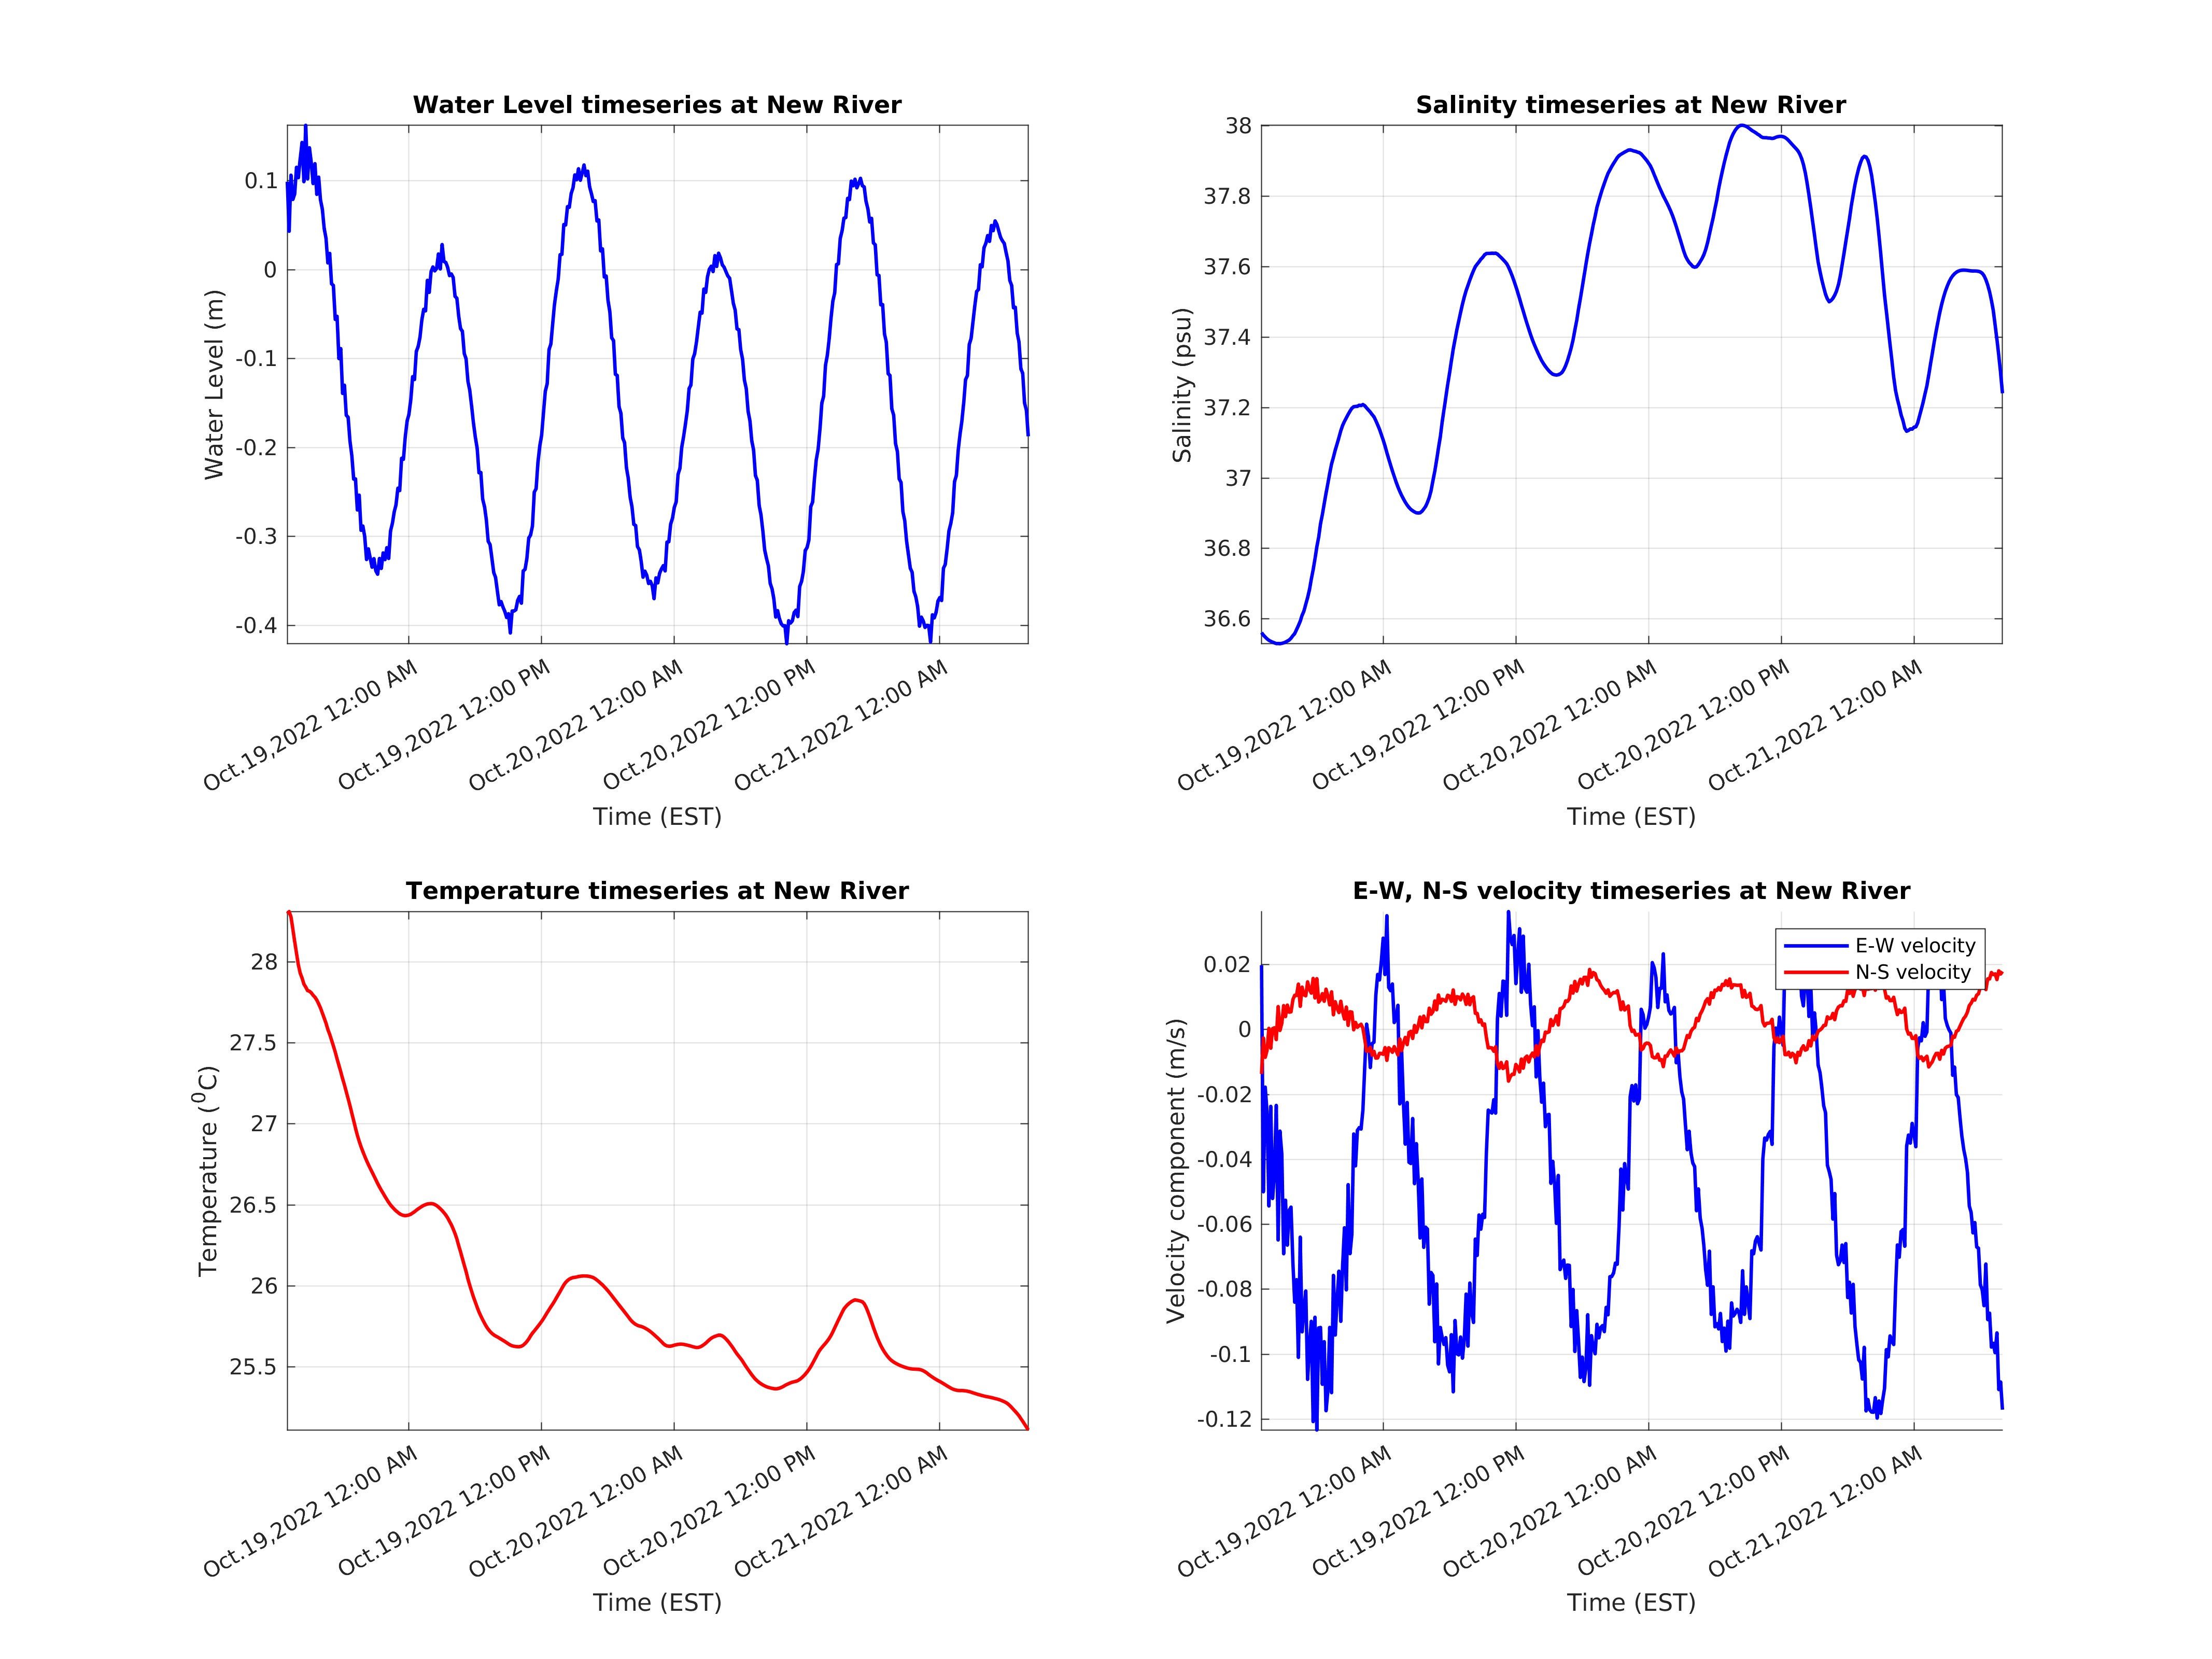 Water Level timeseries at New River
Water Level (m)
0.1
0
-0.1
-0.2
-0.3
-0.4
Oct.19,2022 12:00 AM
Oct.19,2022 12:00 PM
Oct.20,2022 12:00 AM
Oct.20,2022 12:00 PM
Oct.21,2022 12:00 AM
Time (EST)
Salinity timeseries at New River
Salinity (psu)
38
37.8
37.6
37.4
37.2
37
36.8
36.6
Oct.19,2022 12:00 AM
Oct.19,2022 12:00 PM
Oct.20,2022 12:00 AM
Oct.20,2022 12:00 PM
Oct.21,2022 12:00 AM
Time (EST)
Temperature timeseries at New River
Temperature (⁰C)
28
27.5
27
26.5
26
25.5
Oct.19,2022 12:00 AM
Oct.19,2022 12:00 PM
Oct.20,2022 12:00 AM
Oct.20,2022 12:00 PM
Oct.21,2022 12:00 AM
Time (EST)
E-W, N-S velocity timeseries at New River
Velocity component (m/s)
E-W velocity
N-S velocity
0.02
0
-0.02
-0.04
-0.06
-0.08
-0.1
-0.12
Oct.19,2022 12:00 AM
Oct.19,2022 12:00 PM
Oct.20,2022 12:00 AM
Oct.20,2022 12:00 PM
Oct.21,2022 12:00 AM
Time (EST)